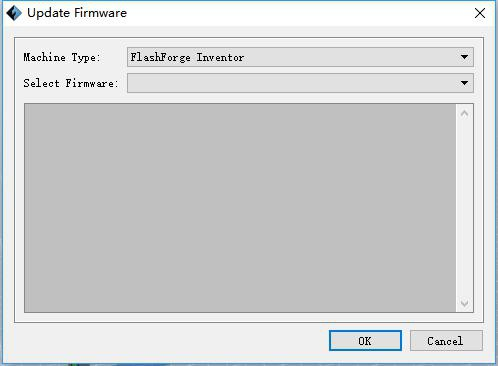 Update Firmware
Machine Type: FlashForge Inventor
Select Firmware:
OK Cancel